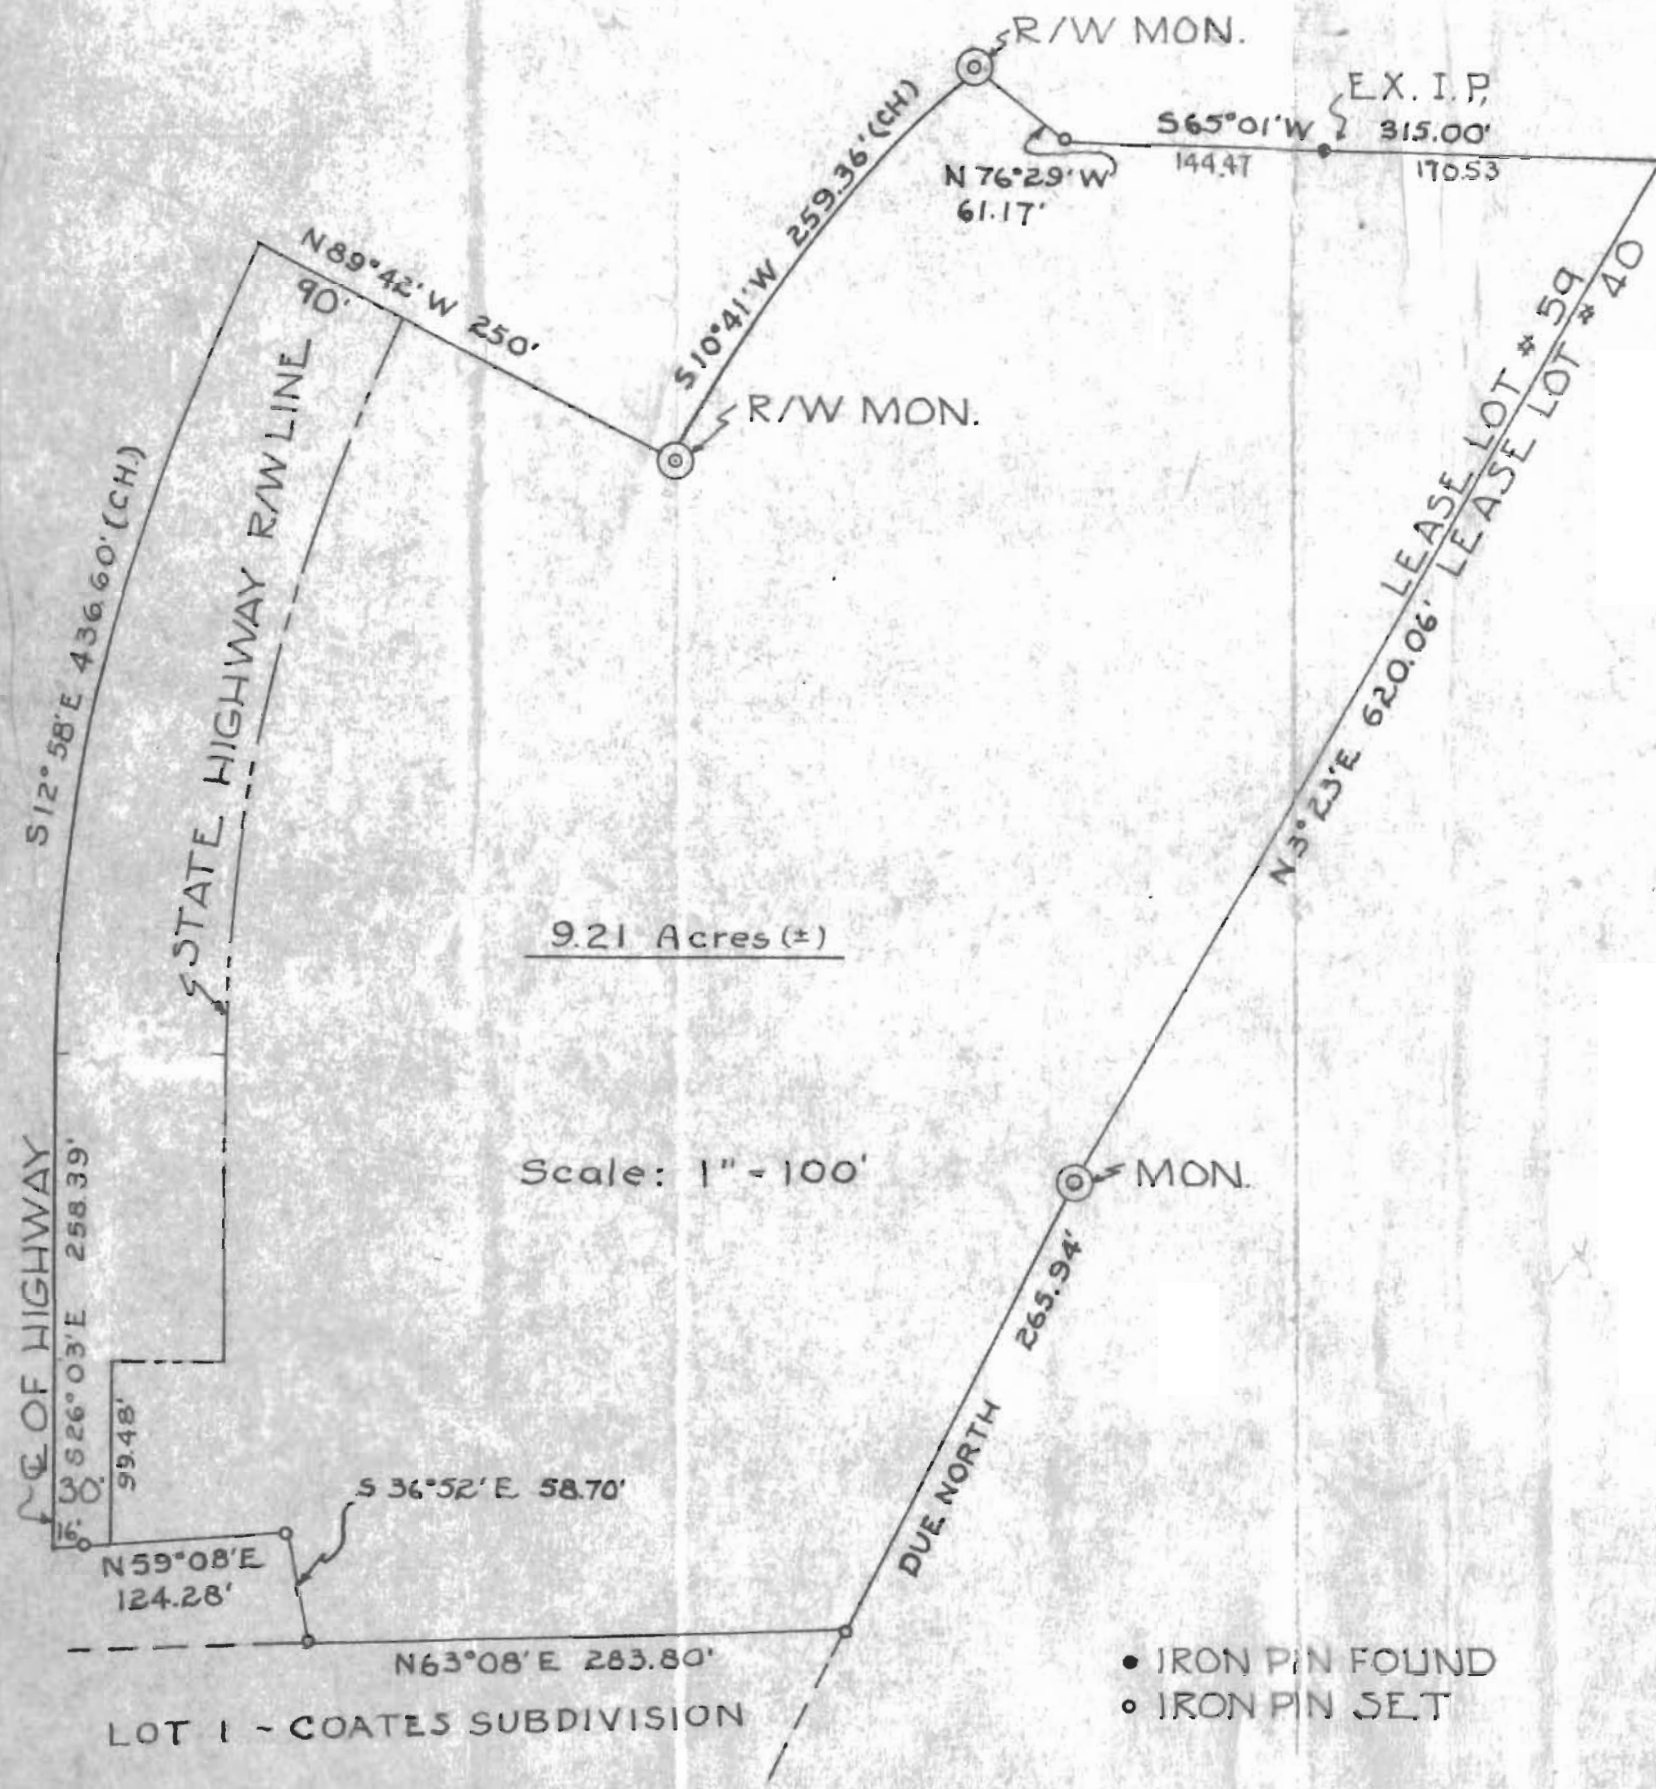 R/W MON.
EX. I.P.
S65°01'W 315.00'
144.47 170.53
N 76°29'W
61.17'
S10°41'W 259.36'(CH)
N89°42'W 250'
90'
R/W MON.
STATE HIGHWAY R/W LINE
S12°58'E 436.60'(CH.)
LEASE LOT # 59
LEASE LOT # 40
N3°23'E 620.06'
9.21 Acres (±)
Scale: 1" = 100'
MON.
DUE NORTH 265.94'
℄ OF HIGHWAY
S26°03'E 258.39'
99.48'
30'
16'
S 36°52'E 58.70'
N59°08'E
124.28'
N63°08'E 283.80'
LOT 1 ~ COATES SUBDIVISION
• IRON PIN FOUND
o IRON PIN SET